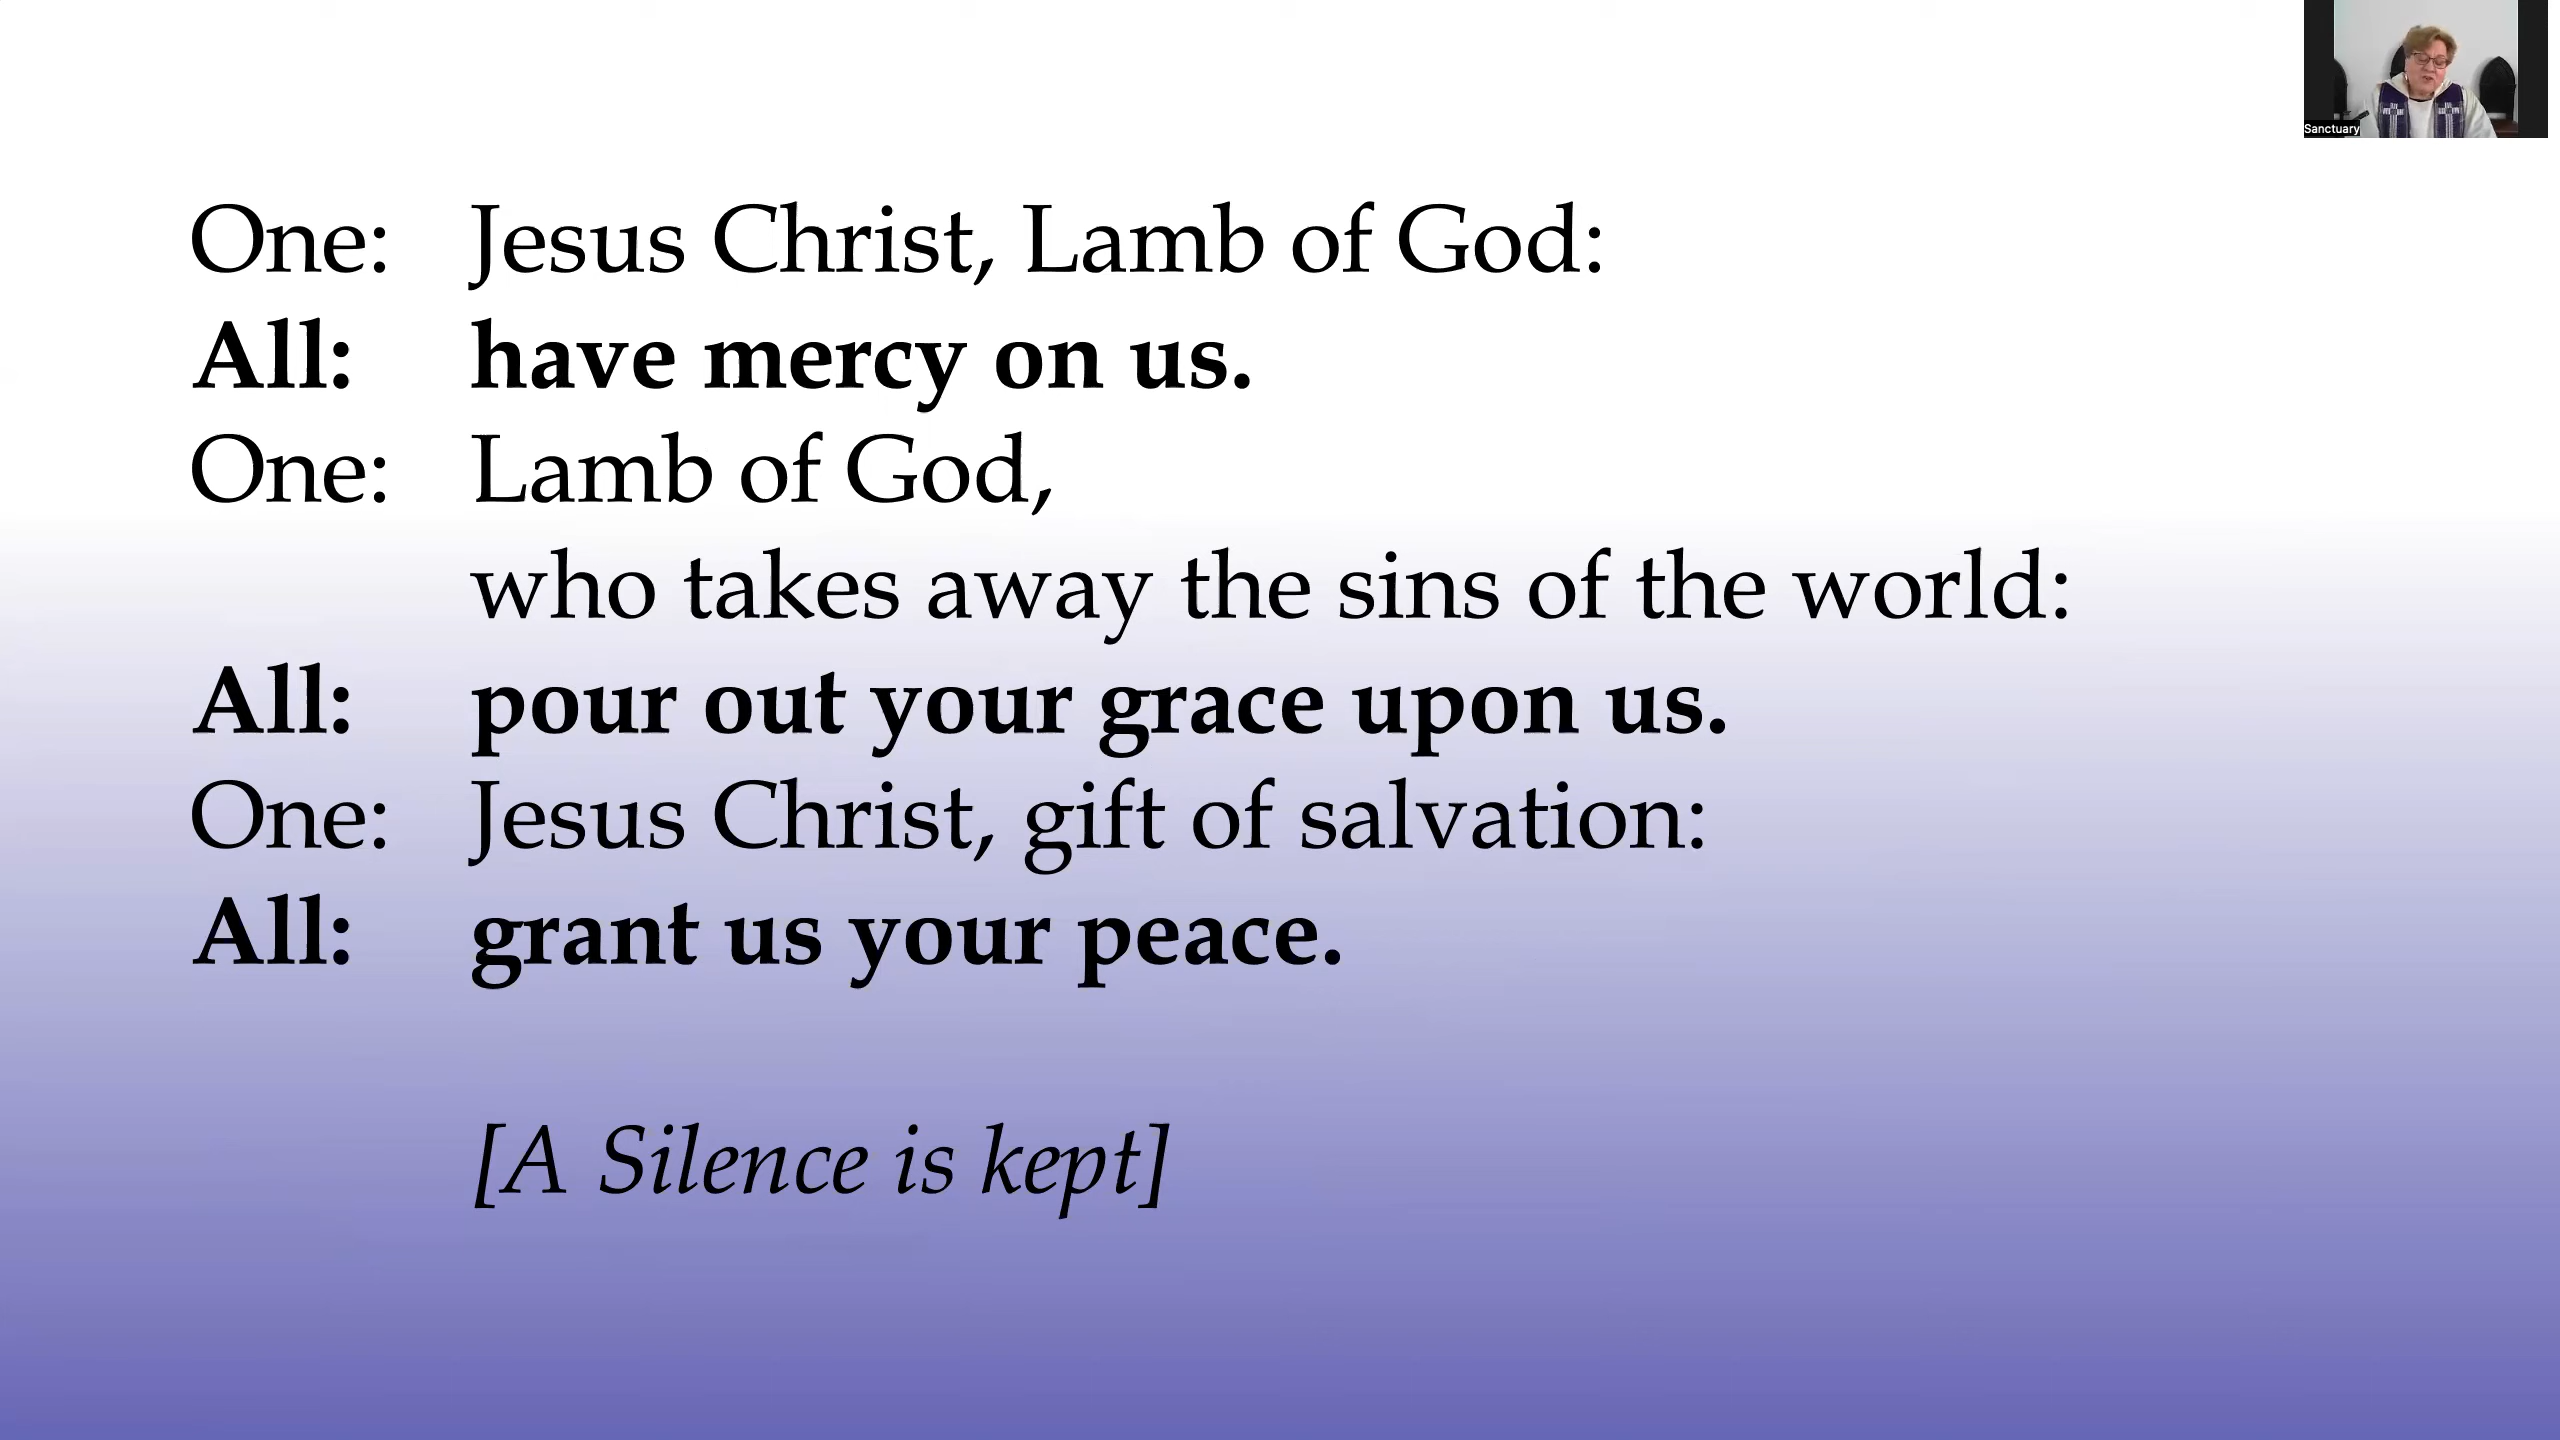 Sanctuary
One: Jesus Christ, Lamb of God:
All: have mercy on us.
One: Lamb of God,
who takes away the sins of the world:
All: pour out your grace upon us.
One: Jesus Christ, gift of salvation:
All: grant us your peace.
[A Silence is kept]